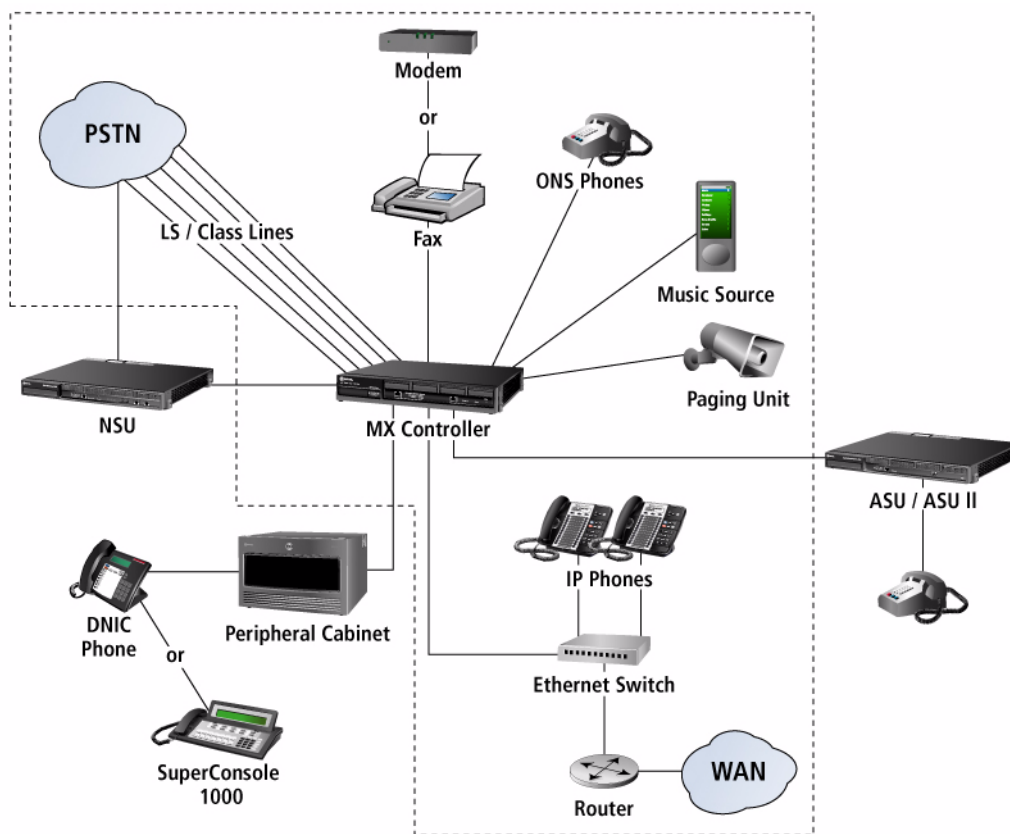 Modem
or
PSTN
ONS Phones
LS / Class Lines
Fax
Music Source
Paging Unit
NSU
MX Controller
ASU / ASU II
IP Phones
DNIC
Phone
Peripheral Cabinet
or
Ethernet Switch
SuperConsole
1000
WAN
Router